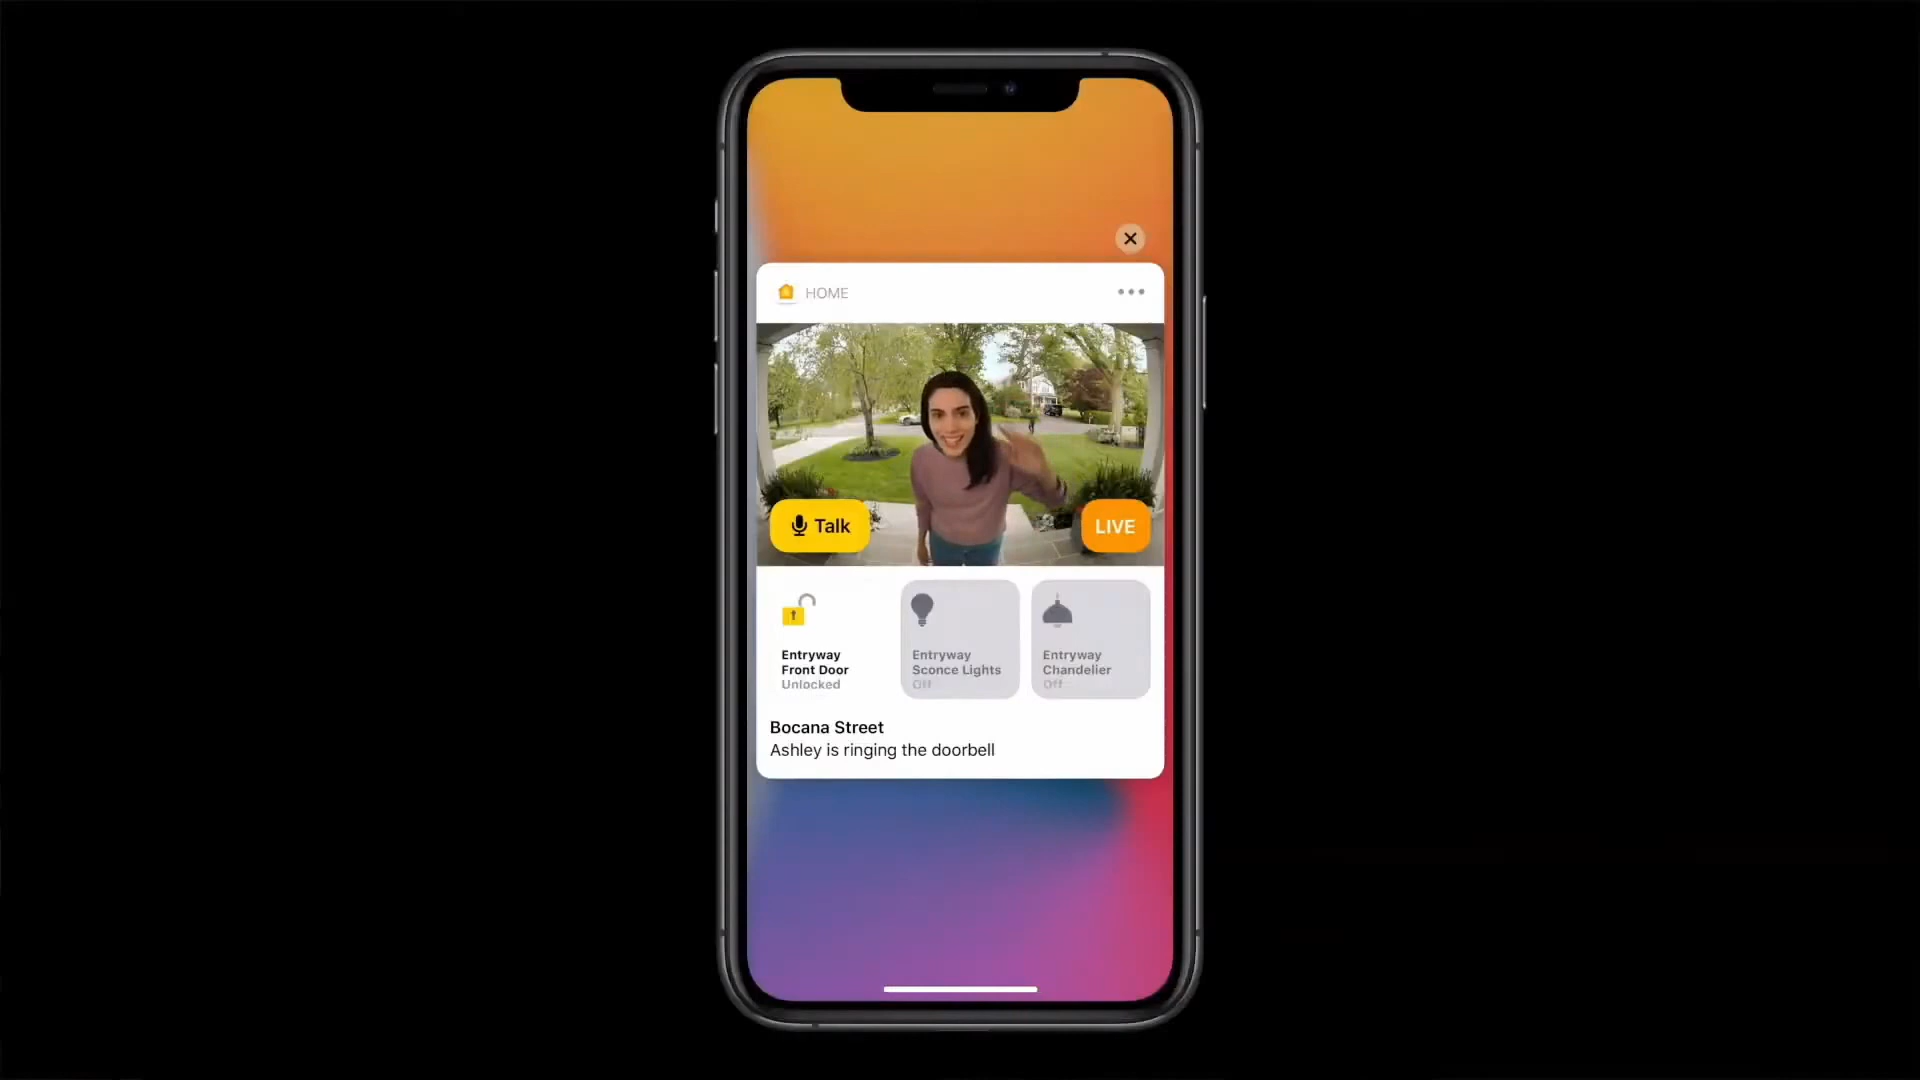 HOME
Talk
LIVE
Entryway
Front Door
Unlocked
Entryway
Sconce Lights
Off
Entryway
Chandelier
Off
Bocana Street
Ashley is ringing the doorbell